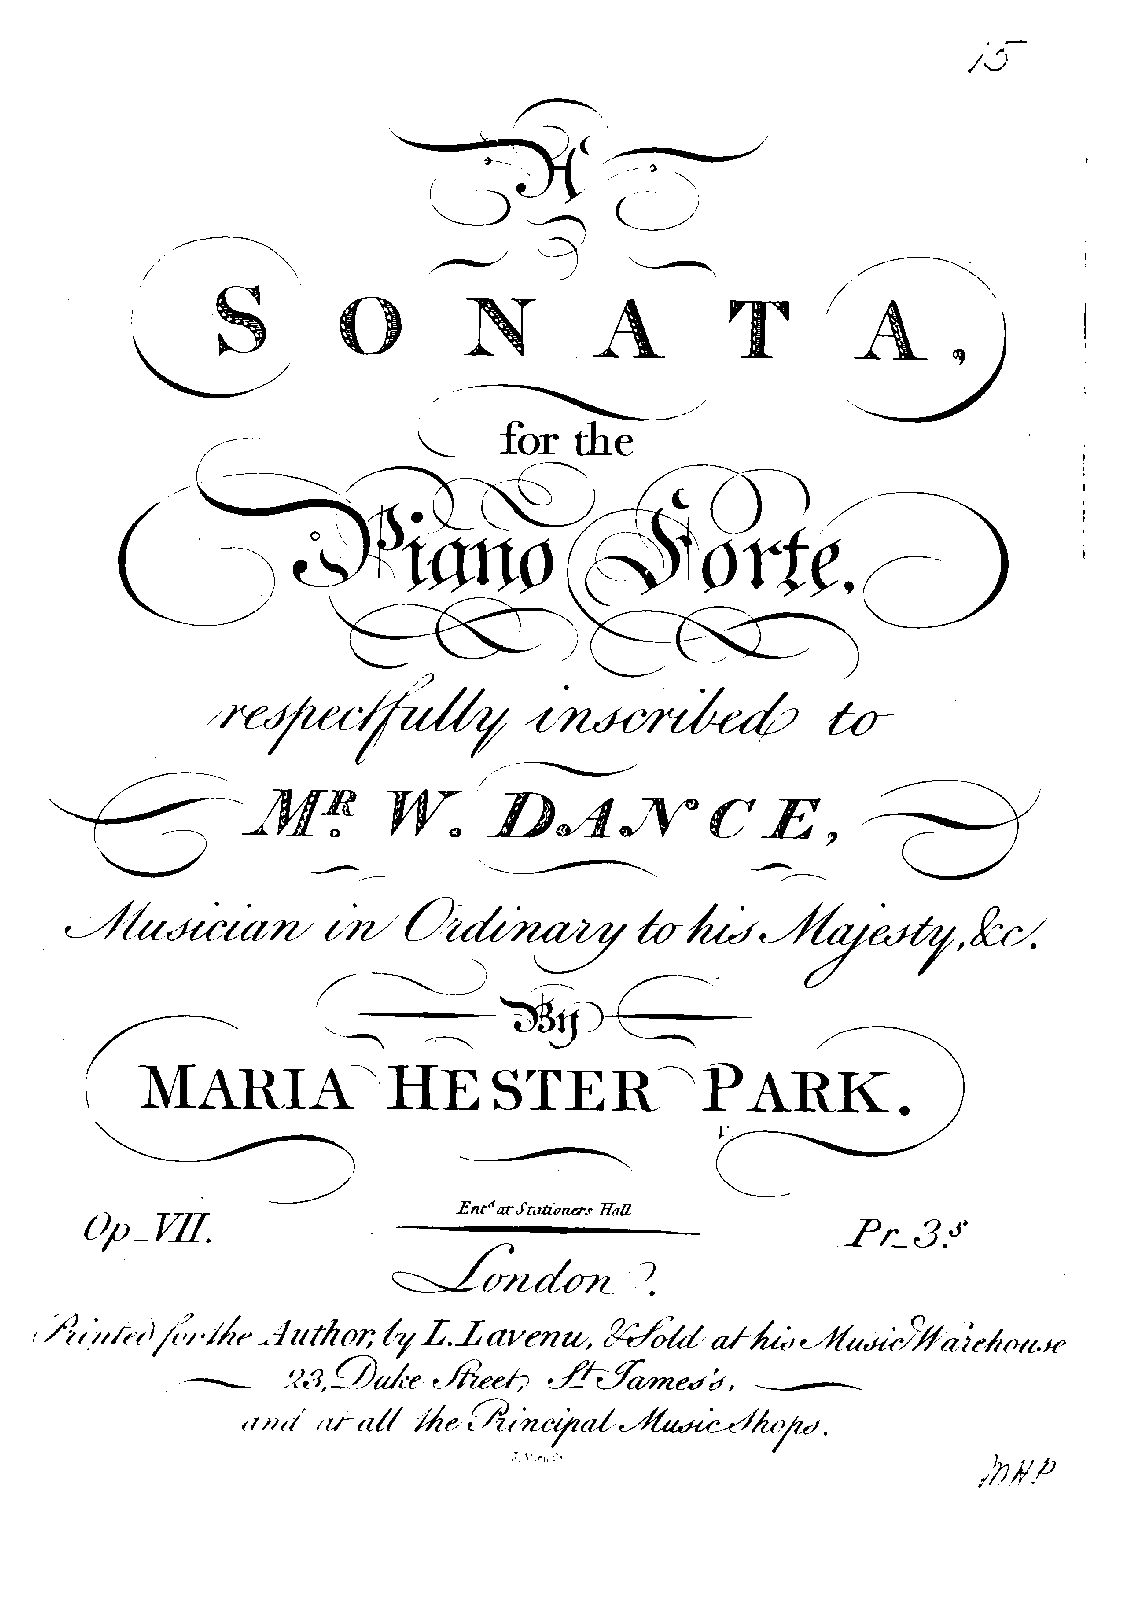 15
A
SONATA,
for the
Piano Forte.
respectfully inscribed to
MR. W. DANCE,
Musician in Ordinary to his Majesty, &c.
By
MARIA HESTER PARK.
Entd at Stationers Hall
Op_VII. Pr_3.s
London.
Printed for the Author, by L. Lavenu, & Sold at his Music Warehouse
23, Duke Street, St James's.
and at all the Principal Music Shops.
MHP